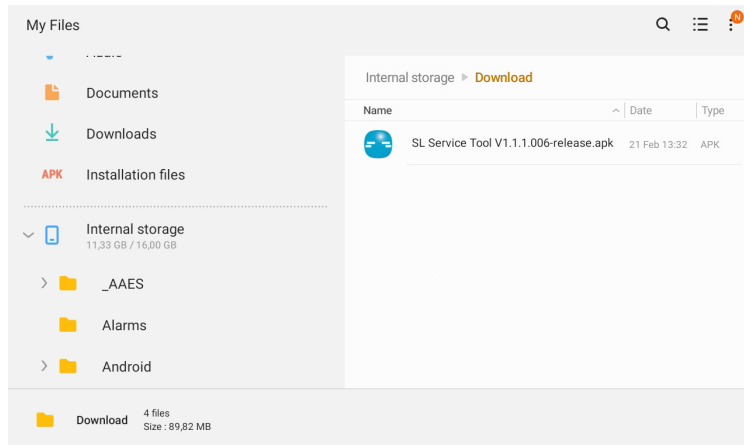 My Files
N
Documents
Downloads
APK Installation files
Internal storage
11,33 GB / 16,00 GB
_AAES
Alarms
Android
Internal storage Download
Name Date Type
SL Service Tool V1.1.1.006-release.apk 21 Feb 13:32 APK
Download
4 files
Size : 89,82 MB